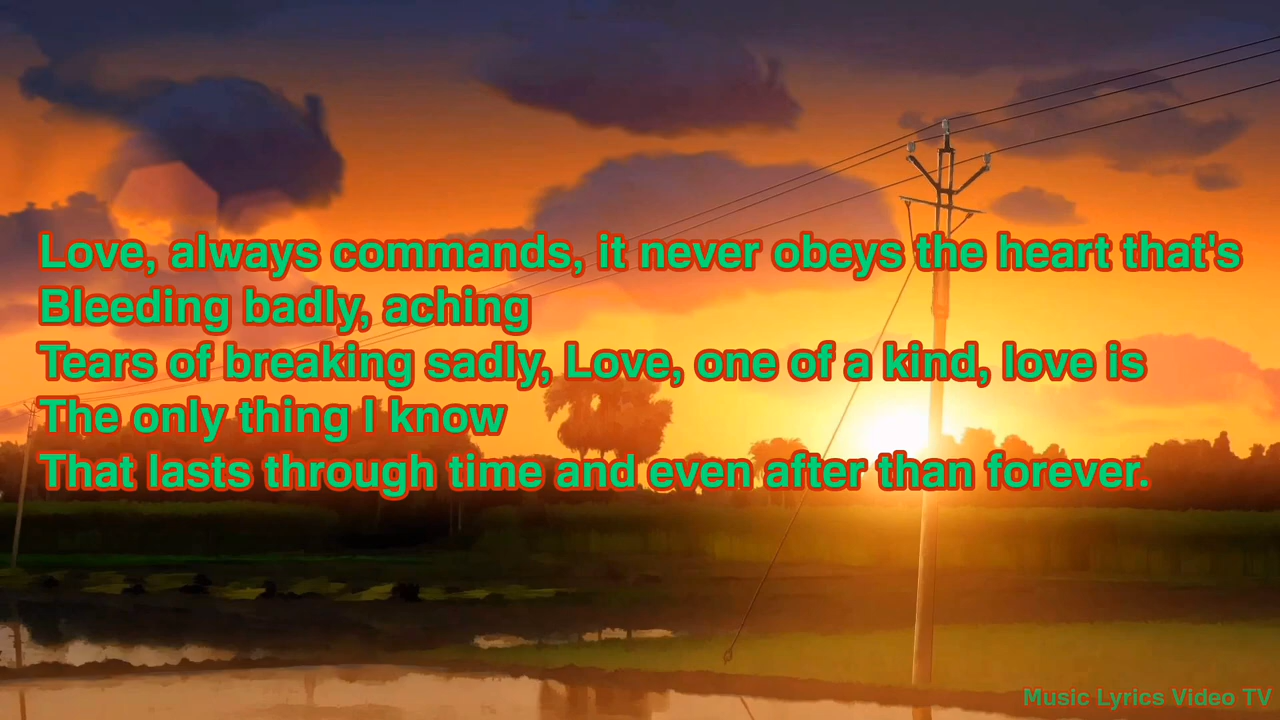 Love, always commands, it never obeys the heart that's
Bleeding badly, aching
Tears of breaking sadly, Love, one of a kind, love is
The only thing I know
That lasts through time and even after than forever.
Music Lyrics Video TV